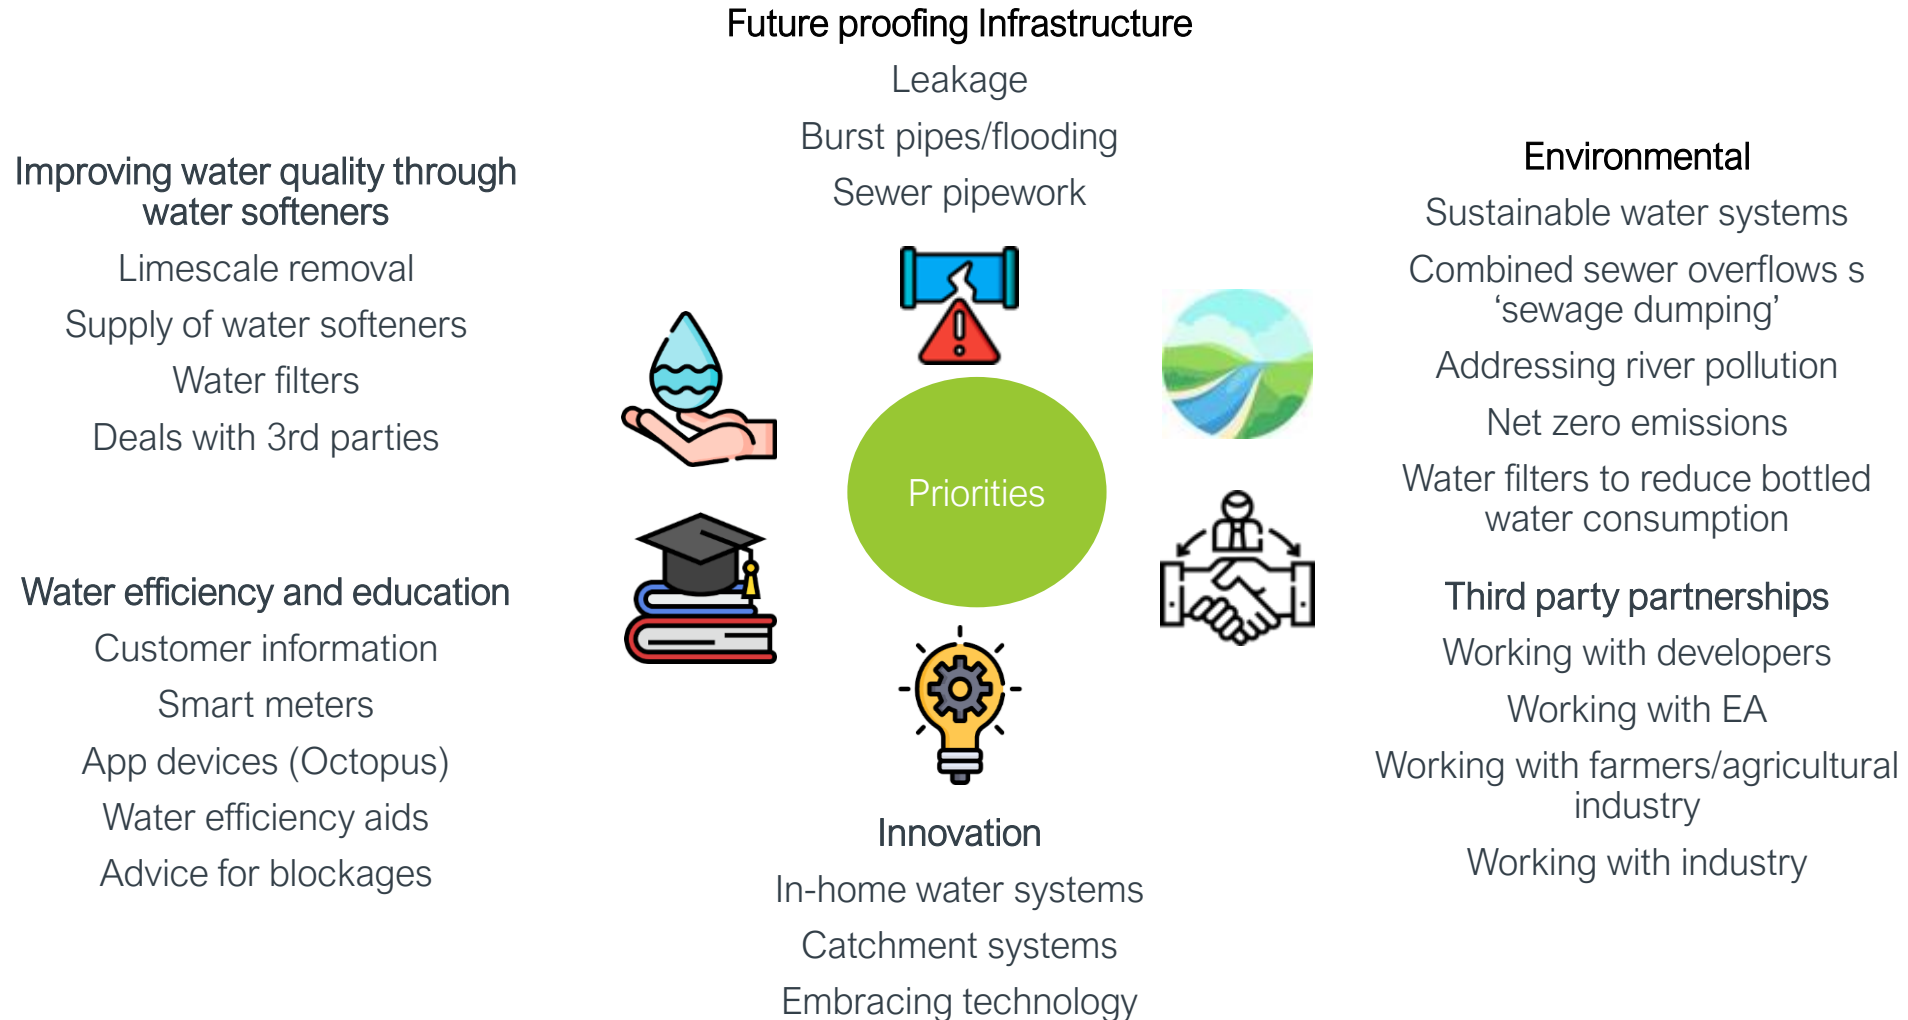 Future proofing Infrastructure
Leakage
Burst pipes/flooding
Sewer pipework
Improving water quality through
water softeners
Limescale removal
Supply of water softeners
Water filters
Deals with 3rd parties
Environmental
Sustainable water systems
Combined sewer overflows s
‘sewage dumping’
Addressing river pollution
Net zero emissions
Water filters to reduce bottled
water consumption
Priorities
Water efficiency and education
Customer information
Smart meters
App devices (Octopus)
Water efficiency aids
Advice for blockages
Third party partnerships
Working with developers
Working with EA
Working with farmers/agricultural
industry
Working with industry
Innovation
In-home water systems
Catchment systems
Embracing technology